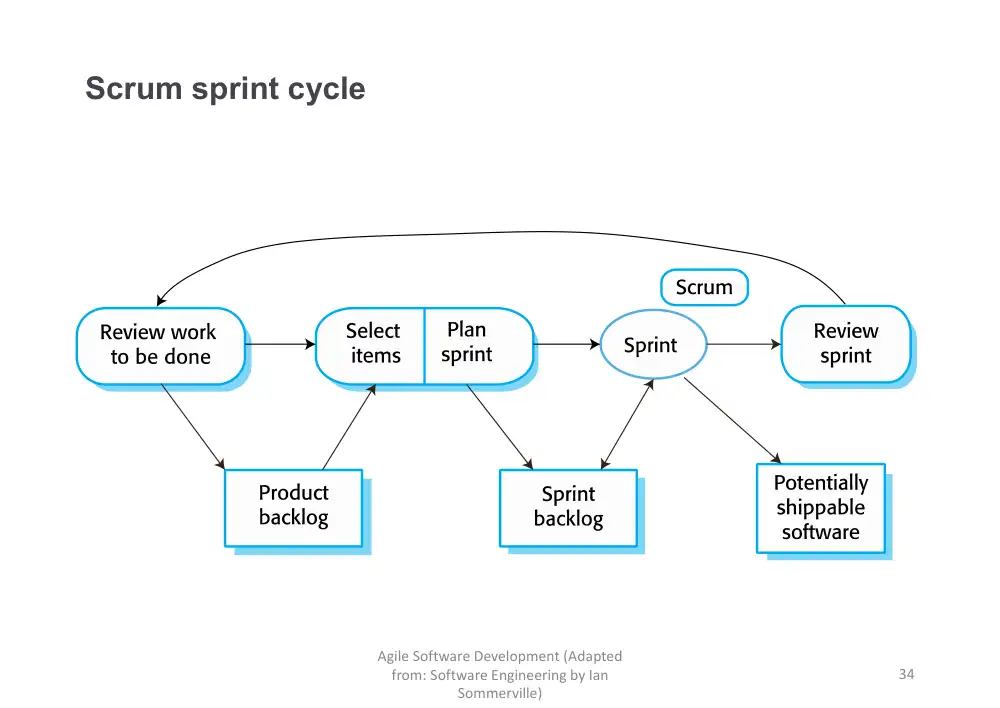 Scrum sprint cycle
Scrum
Review work
to be done
Select
items
Plan
sprint
Sprint
Review
sprint
Product
backlog
Sprint
backlog
Potentially
shippable
software
Agile Software Development (Adapted
from: Software Engineering by Ian
Sommerville)
34